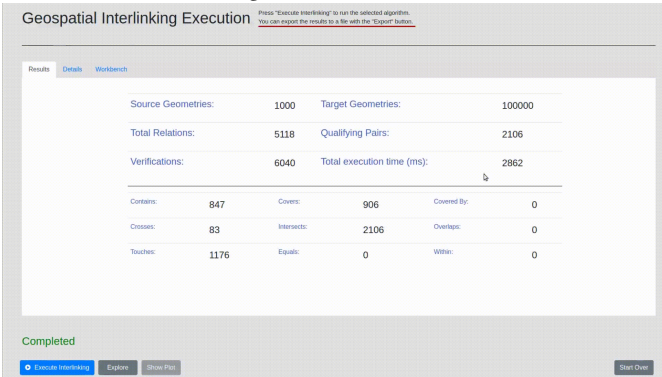 Geospatial Interlinking Execution
Press "Execute Interlinking" to run the selected algorithm.
You can export the results to a file with the "Export" button.
Results Details Workbench
Source Geometries: 1000 Target Geometries: 100000
Total Relations: 5118 Qualifying Pairs: 2106
Verifications: 6040 Total execution time (ms): 2862
Contains: 847 Covers: 906 Covered By: 0
Crosses: 83 Intersects: 2106 Overlaps: 0
Touches: 1176 Equals: 0 Within: 0
Completed
Execute Interlinking Explore Show Plot Start Over